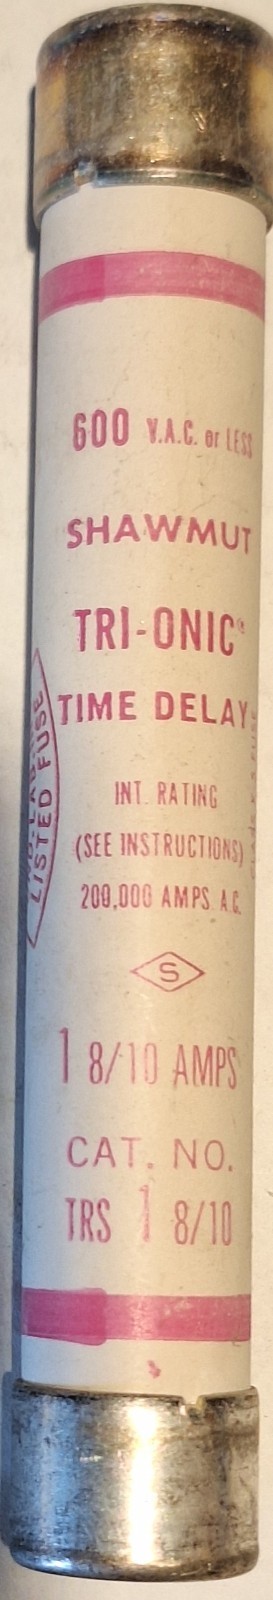 600 V.A.C. or LESS
SHAWMUT
TRI-ONIC®
TIME DELAY
INT. RATING
(SEE INSTRUCTIONS)
200,000 AMPS. A.C.
S
1 8/10 AMPS
CAT. NO.
TRS 1 8/10
LISTED FUSE